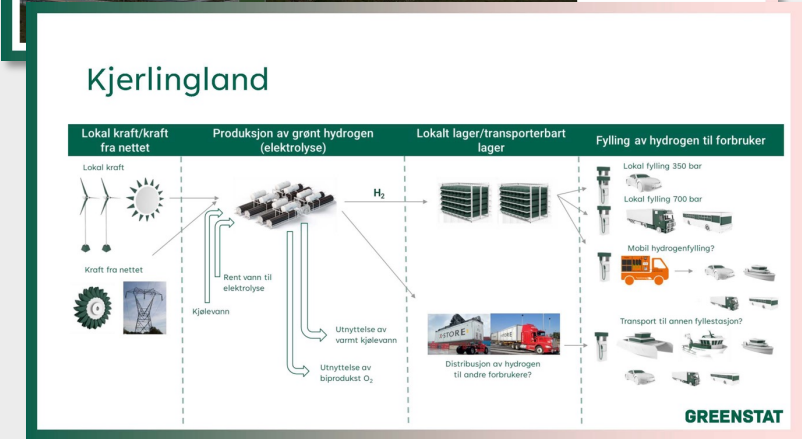 Kjerlingland
Lokal kraft/kraft
fra nettet
Produksjon av grønt hydrogen
(elektrolyse)
Lokalt lager/transporterbart
lager
Fylling av hydrogen til forbruker
Lokal kraft
Kraft fra nettet
H₂
Rent vann til
elektrolyse
Kjølevann
Utnyttelse av
varmt kjølevann
Utnyttelse av
biprodukst O₂
Distribusjon av hydrogen
til andre forbrukere?
Lokal fylling 350 bar
Lokal fylling 700 bar
Mobil hydrogenfylling?
Transport til annen fyllestasjon?
GREENSTAT